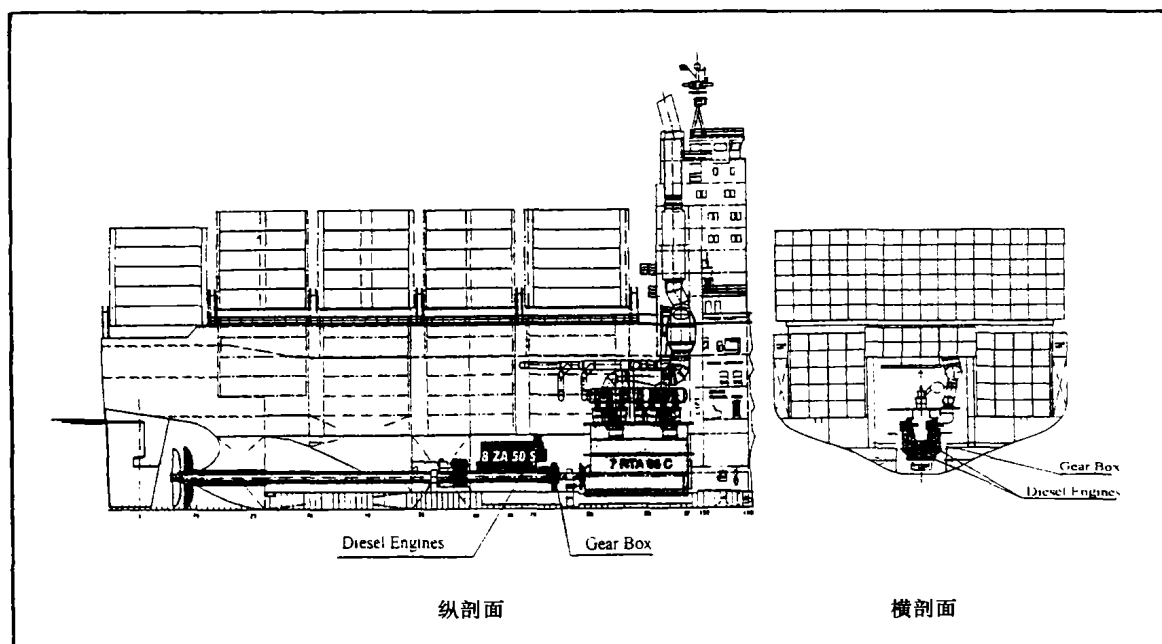 8 ZA 50 S
7 RTA 96 C
Diesel Engines
Gear Box
纵剖面
Gear Box
Diesel Engines
横剖面